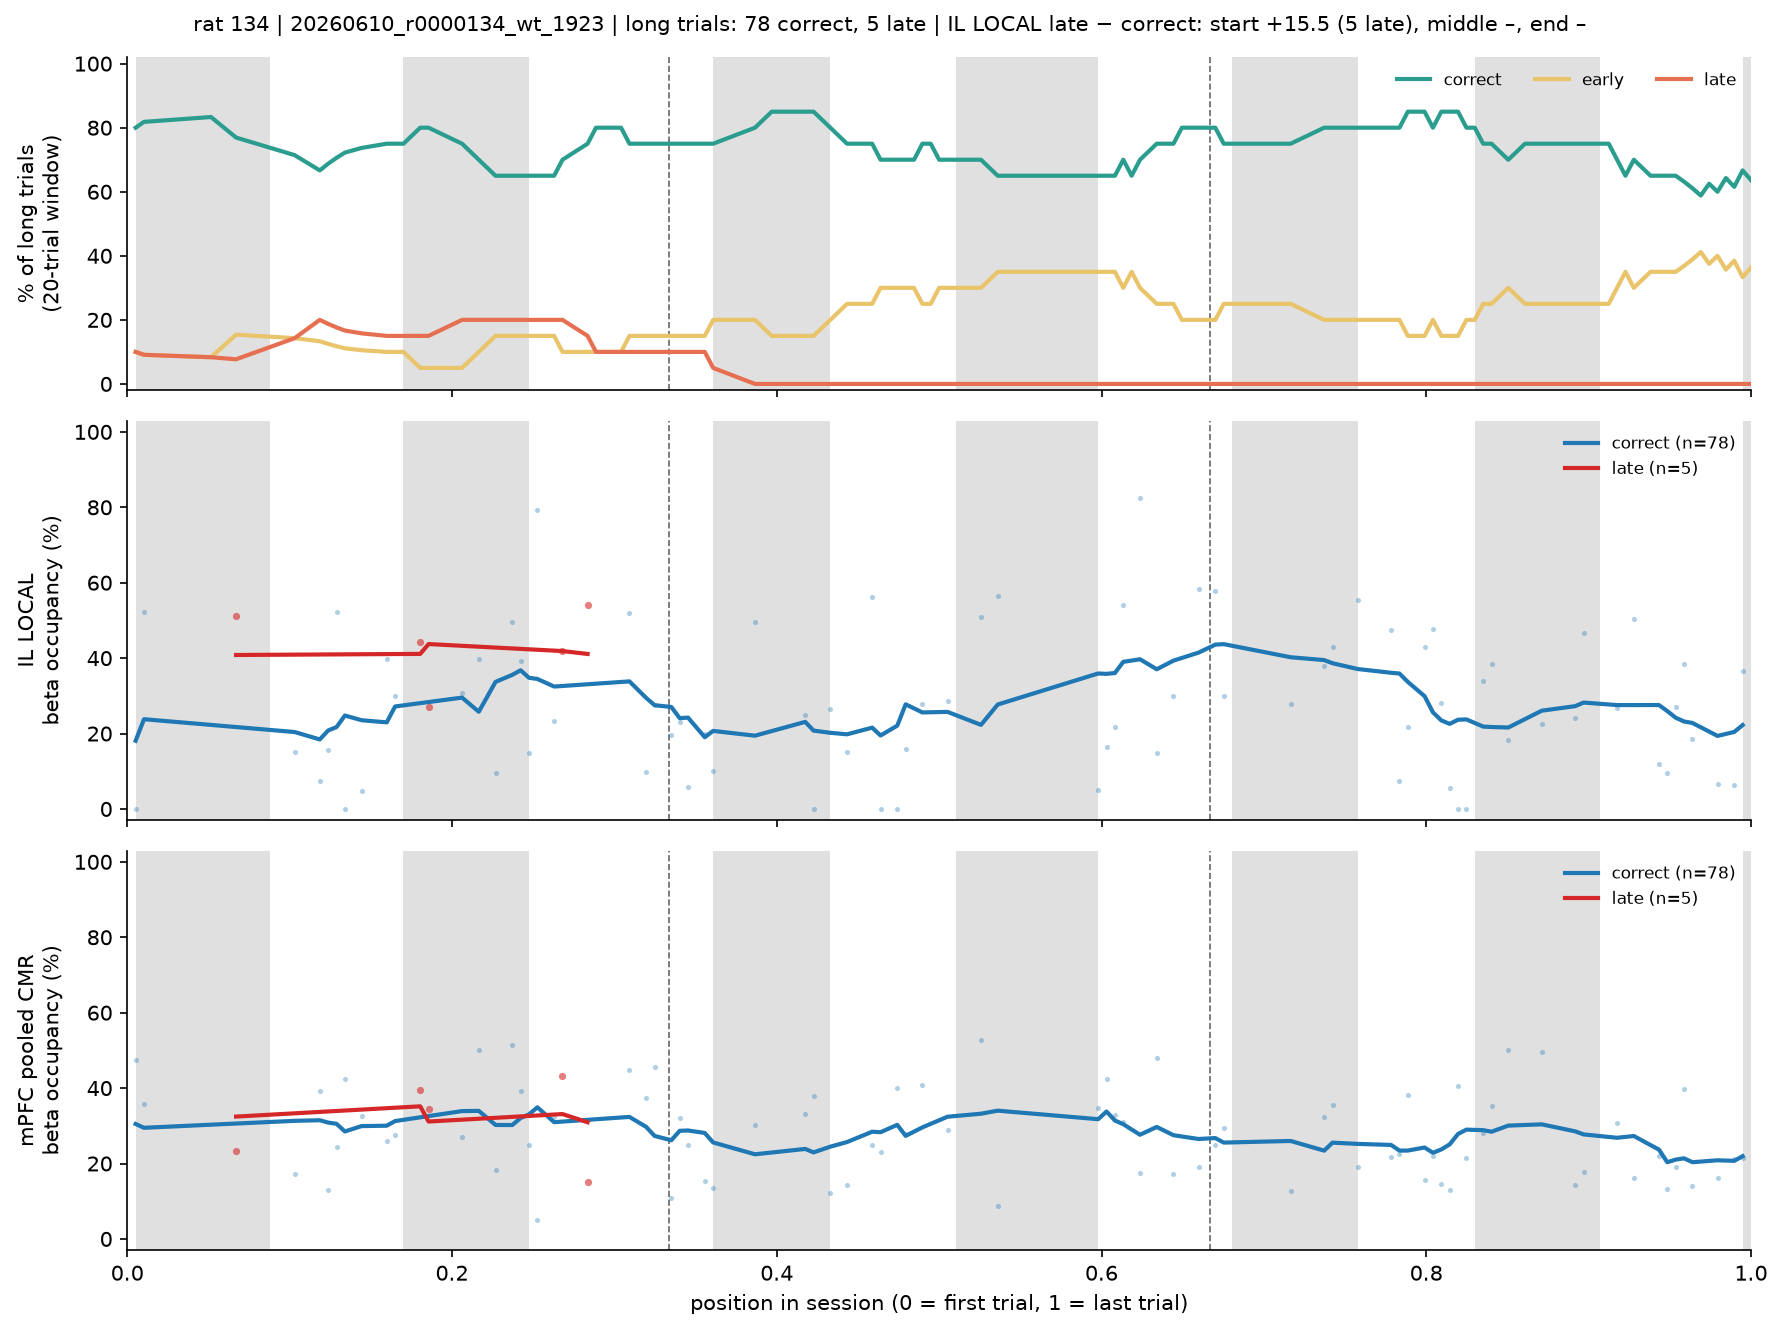 rat 134 | 20260610_r0000134_wt_1923 | long trials: 78 correct, 5 late | IL LOCAL late − correct: start +15.5 (5 late), middle –, end –
% of long trials
(20-trial window)
100
80
60
40
20
0
correct
early
late
IL LOCAL
beta occupancy (%)
100
80
60
40
20
0
correct (n=78)
late (n=5)
mPFC pooled CMR
beta occupancy (%)
100
80
60
40
20
0
correct (n=78)
late (n=5)
0.0 0.2 0.4 0.6 0.8 1.0
position in session (0 = first trial, 1 = last trial)